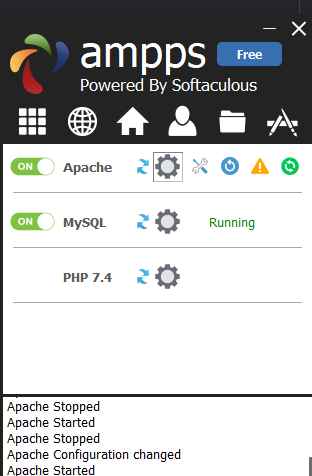 ampps
Free
Powered By Softaculous
ON Apache
ON MySQL Running
PHP 7.4
Apache Stopped
Apache Started
Apache Stopped
Apache Configuration changed
Apache Started